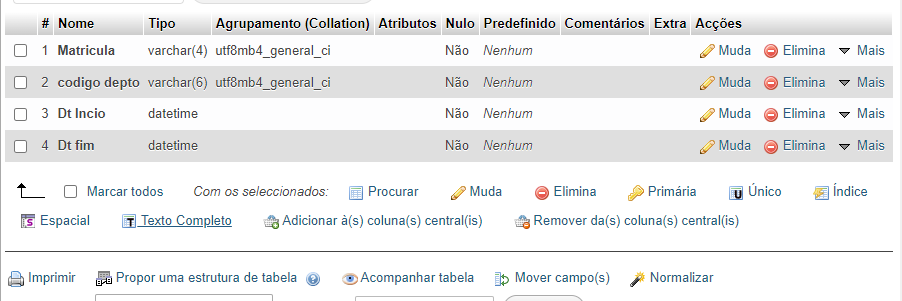 # Nome Tipo Agrupamento (Collation) Atributos Nulo Predefinido Comentários Extra Acções
1 Matricula varchar(4) utf8mb4_general_ci Não Nenhum Muda Elimina Mais
2 codigo depto varchar(6) utf8mb4_general_ci Não Nenhum Muda Elimina Mais
3 Dt Incio datetime Não Nenhum Muda Elimina Mais
4 Dt fim datetime Não Nenhum Muda Elimina Mais
Marcar todos Com os seleccionados: Procurar Muda Elimina Primária U Único Índice
S Espacial T Texto Completo Adicionar à(s) coluna(s) central(is) Remover da(s) coluna(s) central(is)
Imprimir Propor uma estrutura de tabela ? Acompanhar tabela Mover campo(s) Normalizar